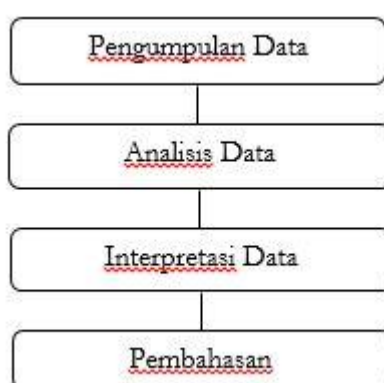 Pengumpulan Data
Analisis Data
Interpretasi Data
Pembahasan